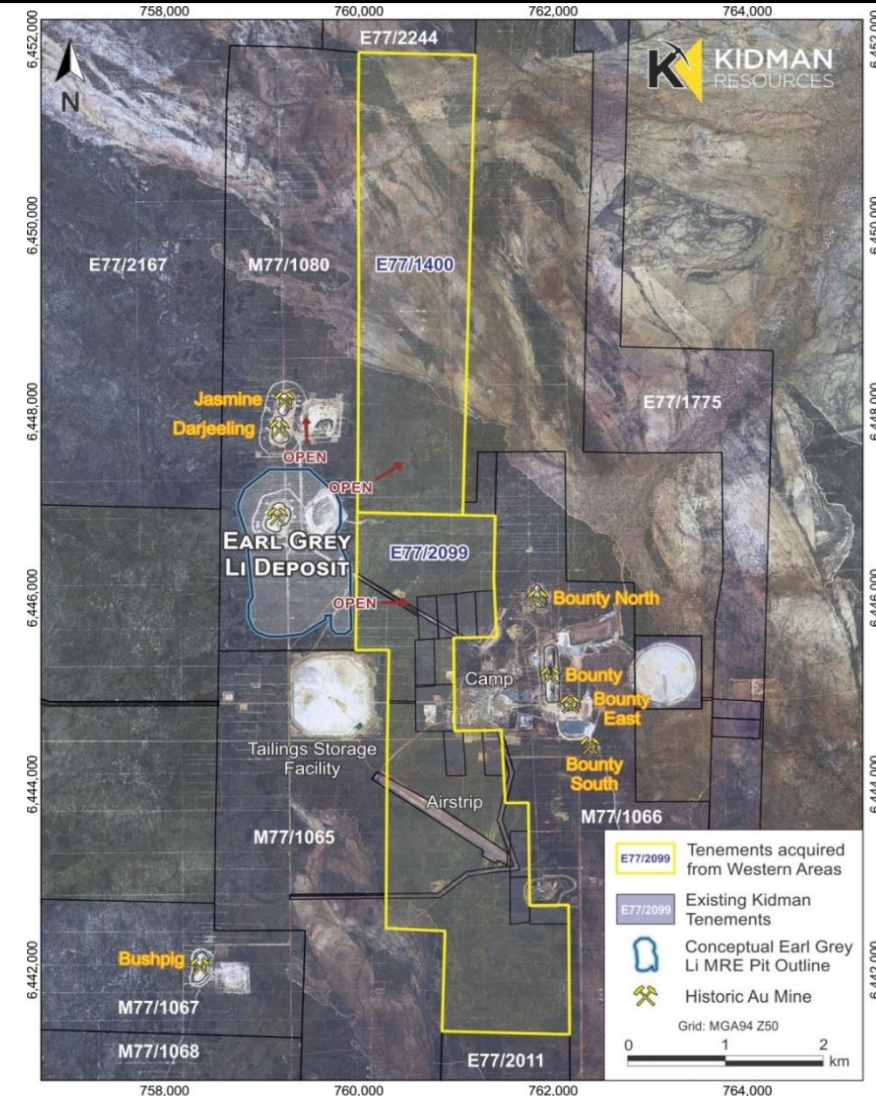 758,000
760,000
762,000
764,000
6,452,000
6,452,000
E77/2244
KIDMAN
RESOURCES
N
6,450,000
6,450,000
E77/2167
M77/1080
E77/1400
6,448,000
6,448,000
Jasmine
Darjeeling
E77/1775
OPEN
OPEN
EARL GREY
LI DEPOSIT
E77/2099
6,446,000
6,446,000
OPEN
Bounty North
Camp
Bounty
Bounty
East
Tailings Storage
Facility
Bounty
South
6,444,000
6,444,000
Airstrip
M77/1065
M77/1066
E77/2099
Tenements acquired
from Western Areas
E77/2099
Existing Kidman
Tenements
Conceptual Earl Grey
Li MRE Pit Outline
Historic Au Mine
Bushpig
6,442,000
6,442,000
M77/1067
M77/1068
E77/2011
Grid: MGA94 Z50
0
1
2
km
758,000
760,000
762,000
764,000